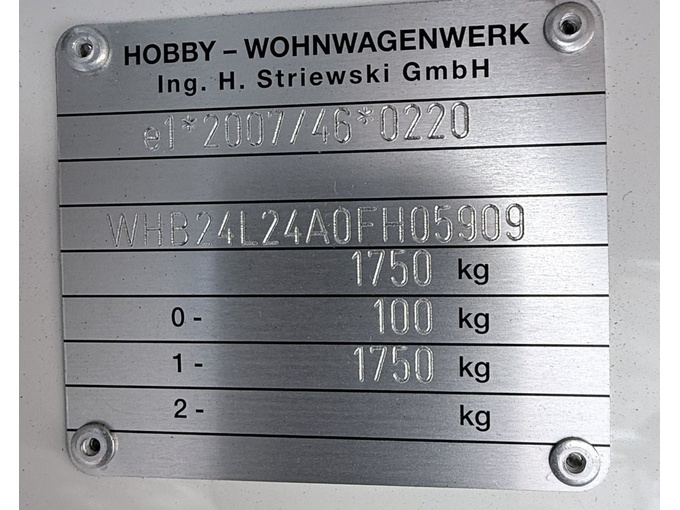 HOBBY – WOHNWAGENWERK
Ing. H. Striewski GmbH
e1*2007/46*0220
WHB24L24A0FH05909
1750 kg
0- 100 kg
1- 1750 kg
2- kg